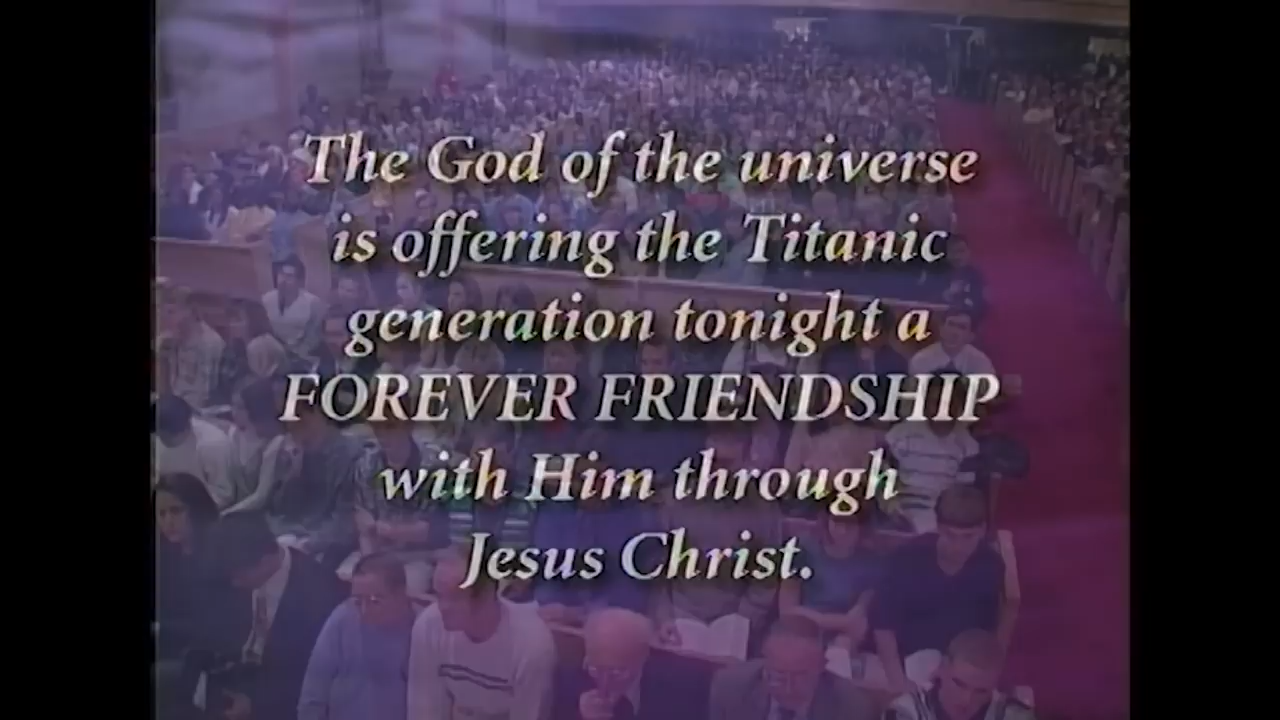 The God of the universe
is offering the Titanic
generation tonight a
FOREVER FRIENDSHIP
with Him through
Jesus Christ.